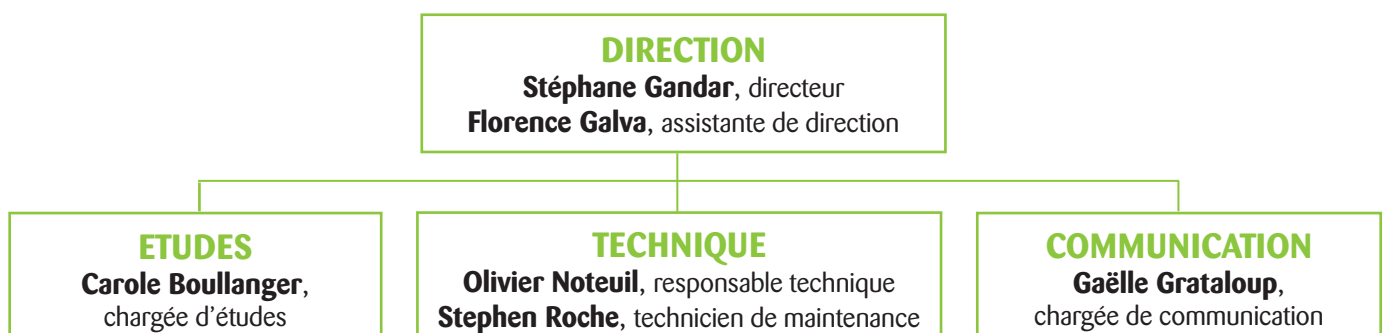 DIRECTION
Stéphane Gandar, directeur
Florence Galva, assistante de direction
ETUDES
Carole Boullanger,
chargée d'études
TECHNIQUE
Olivier Noteuil, responsable technique
Stephen Roche, technicien de maintenance
COMMUNICATION
Gaëlle Grataloup,
chargée de communication